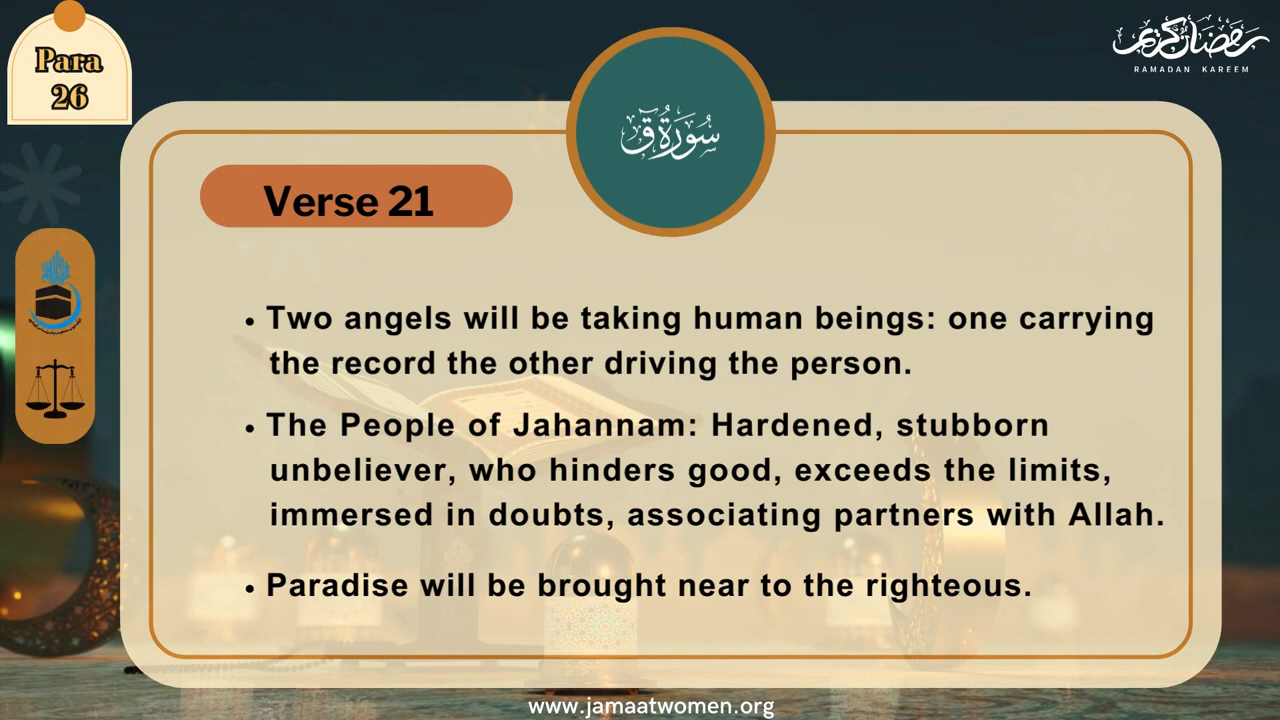 Para
26
رمضان كريم
RAMADAN KAREEM
سُورَةُ قٓ
Verse 21
• Two angels will be taking human beings: one carrying
the record the other driving the person.
• The People of Jahannam: Hardened, stubborn
unbeliever, who hinders good, exceeds the limits,
immersed in doubts, associating partners with Allah.
• Paradise will be brought near to the righteous.
www.jamaatwomen.org